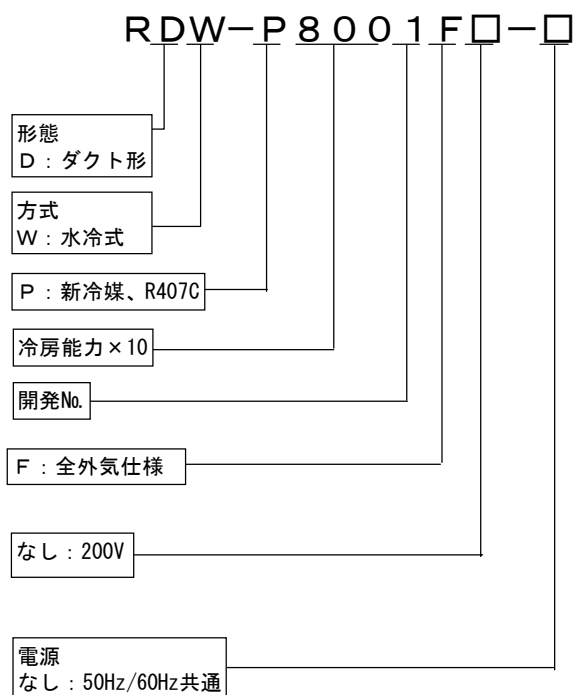 RDW-P8001F□-□
形態
D：ダクト形
方式
W：水冷式
P：新冷媒、R407C
冷房能力×10
開発No.
F：全外気仕様
なし：200V
電源
なし：50Hz/60Hz共通